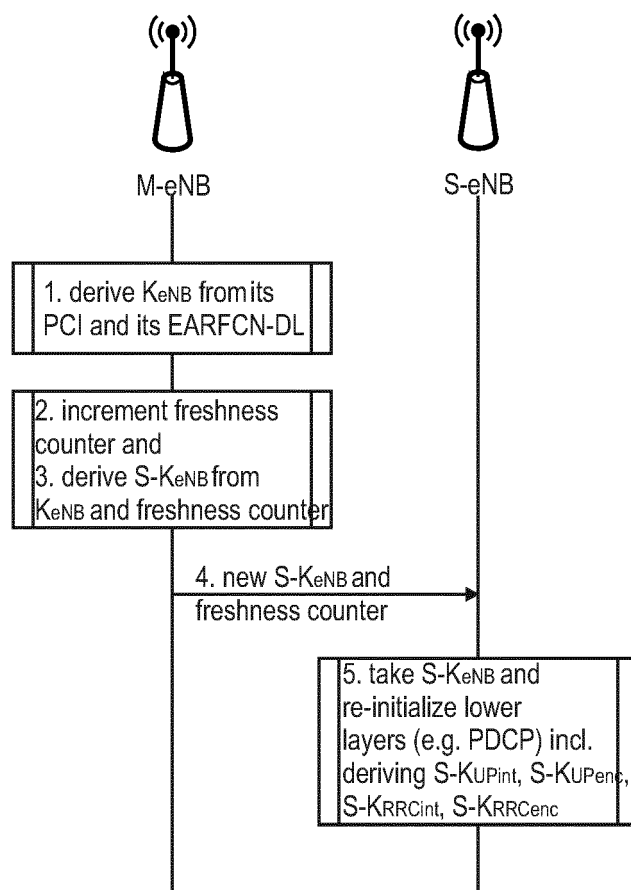 M-eNB
S-eNB
1. derive KeNB from its
PCI and its EARFCN-DL
2. increment freshness
counter and
3. derive S-KeNB from
KeNB and freshness counter
4. new S-KeNB and
freshness counter
5. take S-KeNB and
re-initialize lower
layers (e.g. PDCP) incl.
deriving S-KUPint, S-KUPenc,
S-KRRCint, S-KRRCenc